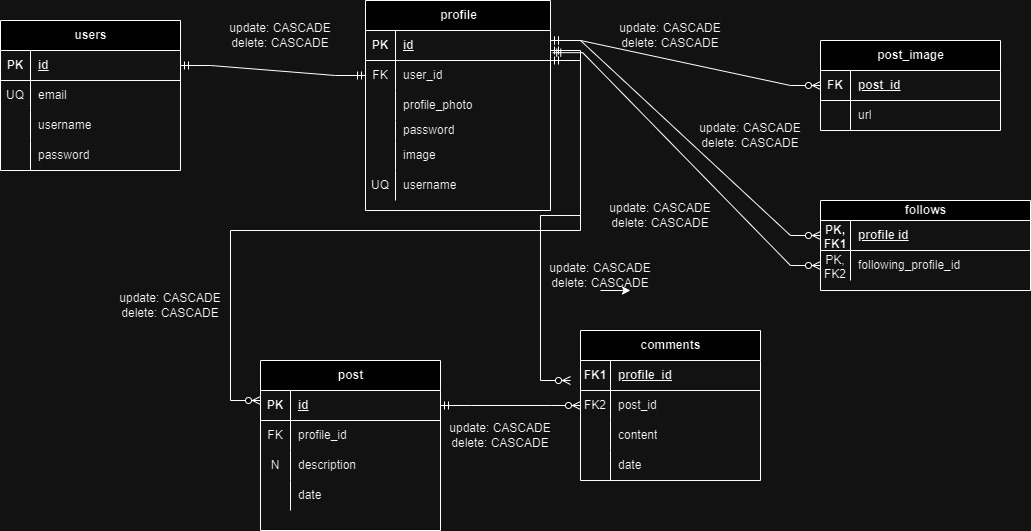 users
PK id
UQ email
username
password
update: CASCADE
delete: CASCADE
profile
PK id
FK user_id
profile_photo
password
image
UQ username
update: CASCADE
delete: CASCADE
post_image
FK post_id
url
update: CASCADE
delete: CASCADE
update: CASCADE
delete: CASCADE
follows
PK, FK1 profile id
PK, FK2 following_profile_id
update: CASCADE
delete: CASCADE
update: CASCADE
delete: CASCADE
post
PK id
FK profile_id
N description
date
update: CASCADE
delete: CASCADE
comments
FK1 profile_id
FK2 post_id
content
date